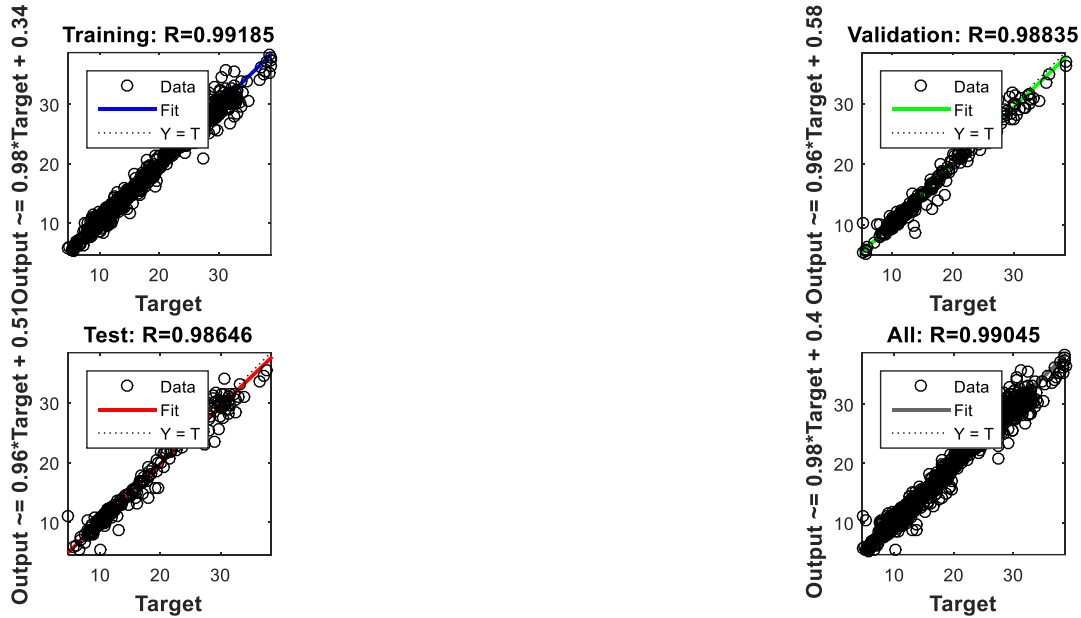 Training: R=0.99185
Output ~= 0.98*Target + 0.34
Data
Fit
Y = T
30
20
10
10 20 30
Target
Validation: R=0.98835
Output ~= 0.96*Target + 0.58
Data
Fit
Y = T
30
20
10
10 20 30
Target
Test: R=0.98646
Output ~= 0.96*Target + 0.51
Data
Fit
Y = T
30
20
10
10 20 30
Target
All: R=0.99045
Output ~= 0.98*Target + 0.4
Data
Fit
Y = T
30
20
10
10 20 30
Target